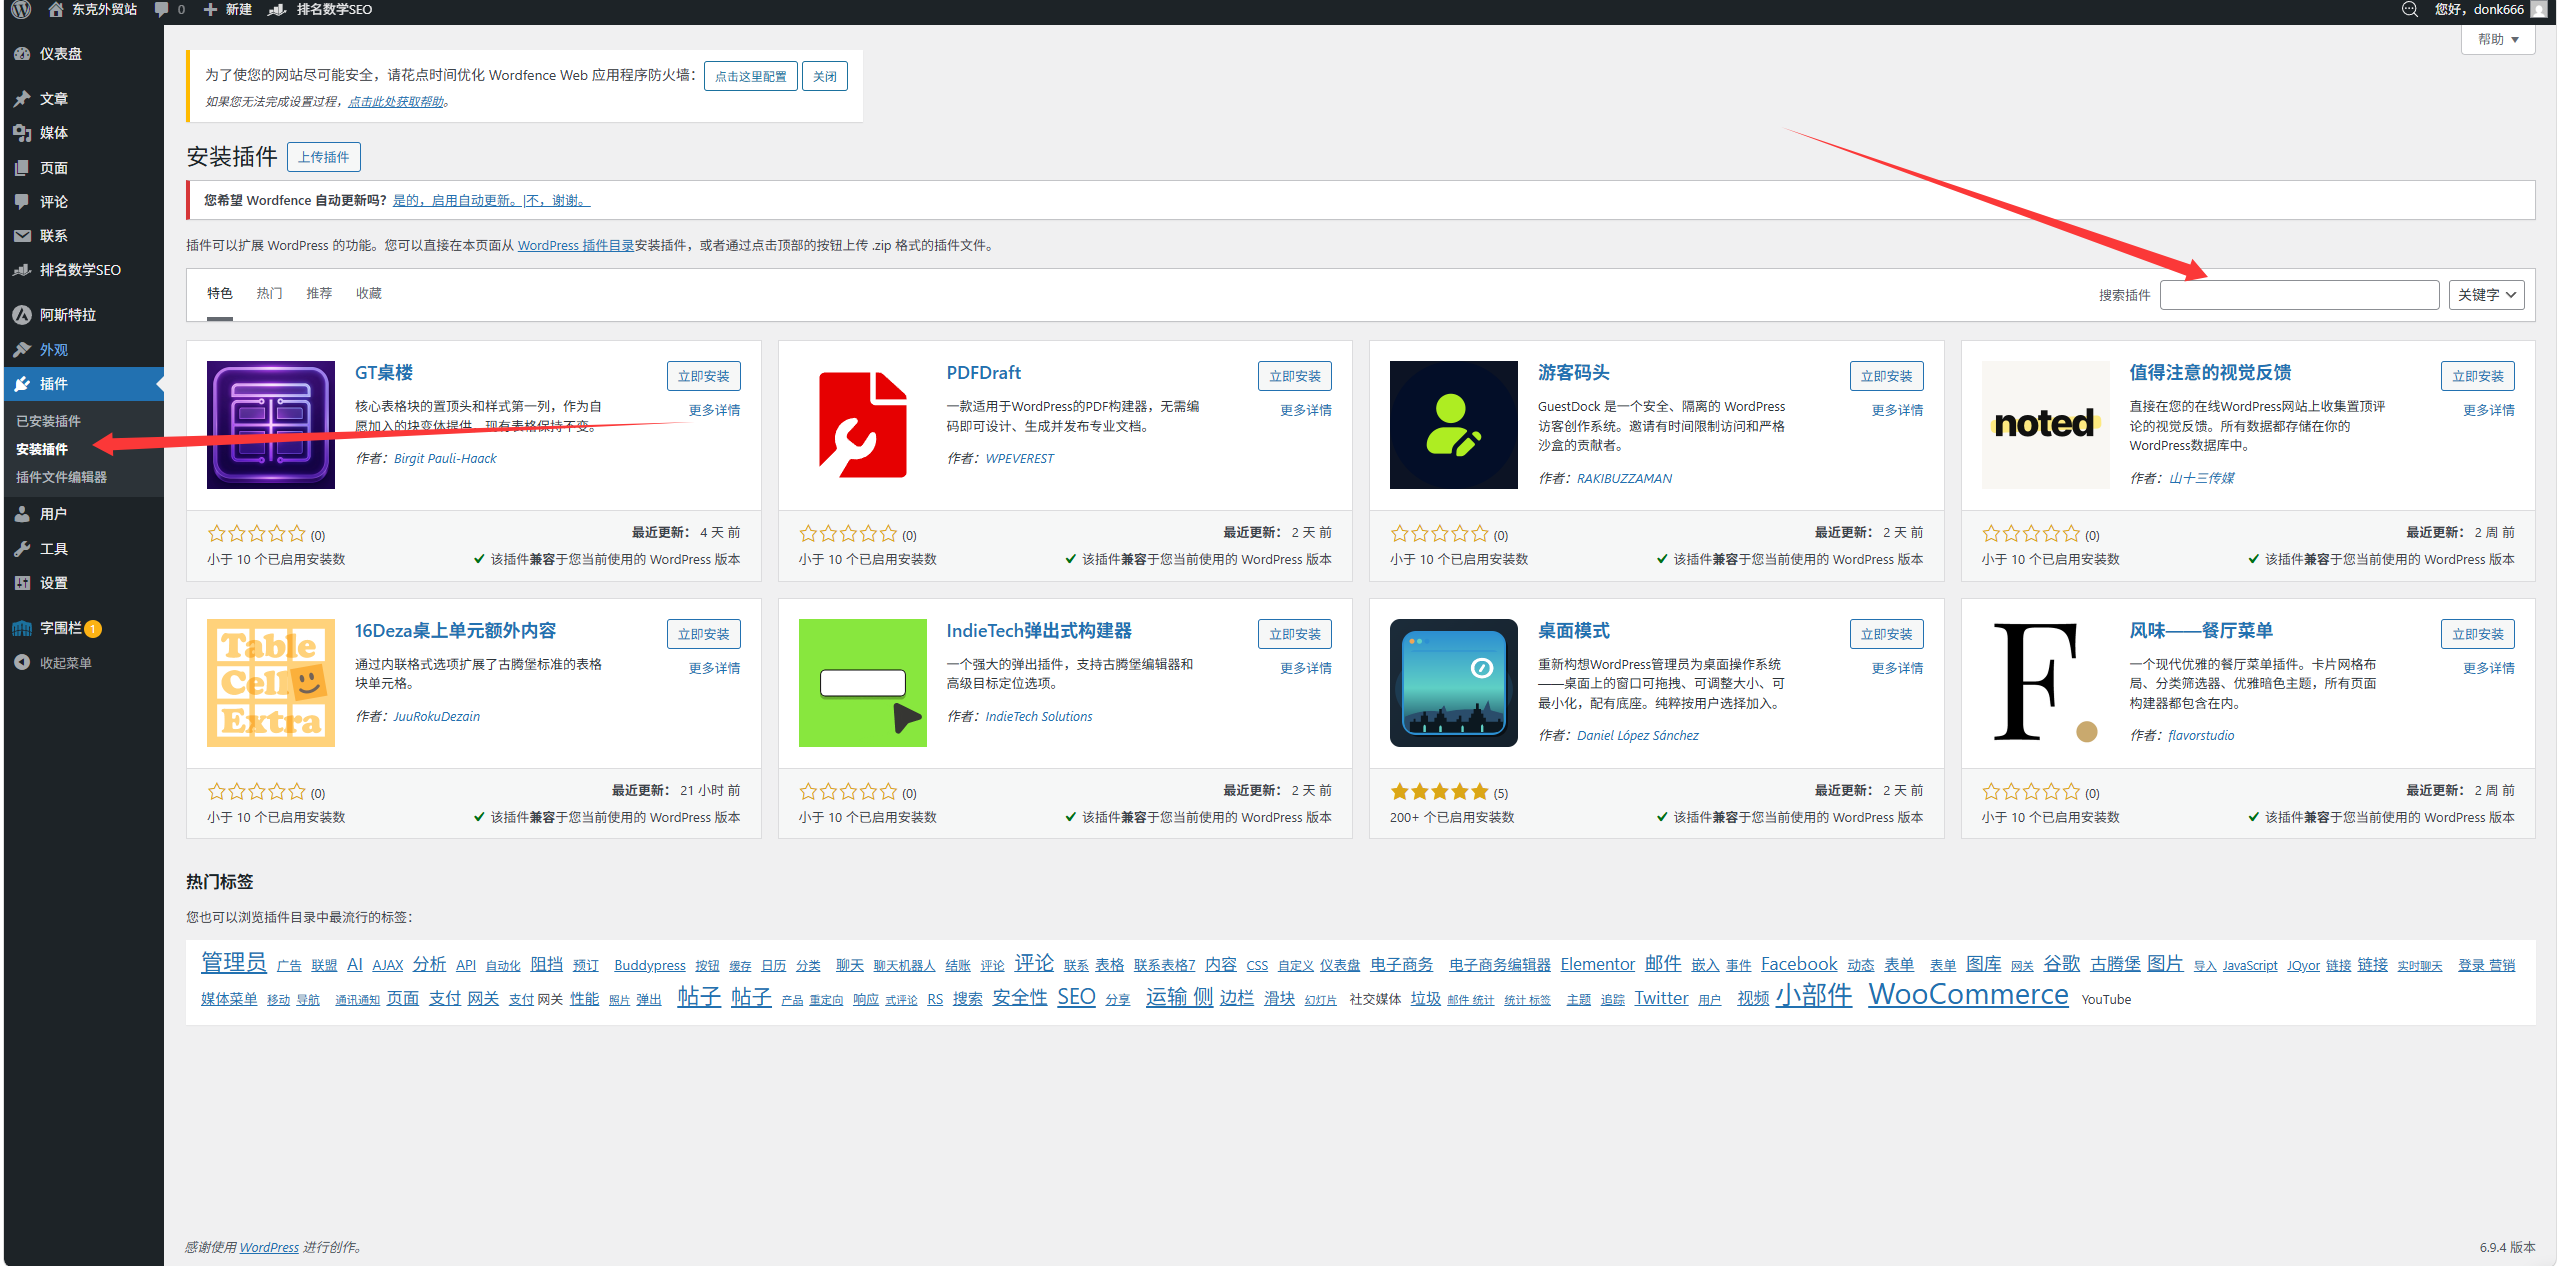 东克外贸站 0 新建 排名数学SEO 您好，donk666
仪表盘
文章
媒体
页面
评论
联系
排名数学SEO
阿斯特拉
外观
插件
已安装插件
安装插件
插件文件编辑器
用户
工具
设置
字围栏 1
收起菜单
帮助
为了使您的网站尽可能安全，请花点时间优化 Wordfence Web 应用程序防火墙： 点击这里配置 关闭
如果您无法完成设置过程，点击此处获取帮助。
安装插件 上传插件
您希望 Wordfence 自动更新吗？ 是的，启用自动更新。|不，谢谢。
插件可以扩展 WordPress 的功能。您可以直接在本页面从 WordPress 插件目录安装插件，或者通过点击顶部的按钮上传 .zip 格式的插件文件。
特色 热门 推荐 收藏 搜索插件 关键字
GT桌楼
立即安装
更多详情
核心表格块的置顶头和样式第一列，作为自
愿加入的块变体提供。现有表格保持不变。
作者：Birgit Pauli-Haack
(0)
最近更新： 4 天 前
小于 10 个已启用安装数
该插件兼容于您当前使用的 WordPress 版本
PDFDraft
立即安装
更多详情
一款适用于WordPress的PDF构建器，无需编
码即可设计、生成并发布专业文档。
作者：WPEVEREST
(0)
最近更新： 2 天 前
小于 10 个已启用安装数
该插件兼容于您当前使用的 WordPress 版本
游客码头
立即安装
更多详情
GuestDock 是一个安全、隔离的 WordPress
访客创作系统。邀请有时间限制访问和严格
沙盒的贡献者。
作者：RAKIBUZZAMAN
(0)
最近更新： 2 天 前
小于 10 个已启用安装数
该插件兼容于您当前使用的 WordPress 版本
noted
值得注意的视觉反馈
立即安装
更多详情
直接在您的在线WordPress网站上收集置顶评
论的视觉反馈。所有数据都存储在你的
WordPress数据库中。
作者：山十三传媒
(0)
最近更新： 2 周 前
小于 10 个已启用安装数
该插件兼容于您当前使用的 WordPress 版本
Table
Cell
Extra
16Deza桌上单元额外内容
立即安装
更多详情
通过内联格式选项扩展了古腾堡标准的表格
块单元格。
作者：JuuRokuDezain
(0)
最近更新： 21 小时 前
小于 10 个已启用安装数
该插件兼容于您当前使用的 WordPress 版本
IndieTech弹出式构建器
立即安装
更多详情
一个强大的弹出插件，支持古腾堡编辑器和
高级目标定位选项。
作者：IndieTech Solutions
(0)
最近更新： 2 天 前
小于 10 个已启用安装数
该插件兼容于您当前使用的 WordPress 版本
桌面模式
立即安装
更多详情
重新构想WordPress管理员为桌面操作系统
——桌面上的窗口可拖拽、可调整大小、可
最小化，配有底座。纯粹按用户选择加入。
作者：Daniel López Sánchez
(5)
最近更新： 2 天 前
200+ 个已启用安装数
该插件兼容于您当前使用的 WordPress 版本
F.
风味——餐厅菜单
立即安装
更多详情
一个现代优雅的餐厅菜单插件。卡片网格布
局、分类筛选器、优雅暗色主题，所有页面
构建器都包含在内。
作者：flavorstudio
(0)
最近更新： 2 周 前
小于 10 个已启用安装数
该插件兼容于您当前使用的 WordPress 版本
热门标签
您也可以浏览插件目录中最流行的标签：
管理员 广告 联盟 AI AJAX 分析 API 自动化 阻挡 预订 Buddypress 按钮 缓存 日历 分类 聊天 聊天机器人 结账 评论 评论 联系 表格 联系表格7 内容 CSS 自定义 仪表盘 电子商务 电子商务编辑器 Elementor 邮件 嵌入 事件 Facebook 动态 表单 表单 图库 网关 谷歌 古腾堡 图片 导入 JavaScript JQyor 链接 链接 实时聊天 登录 营销
媒体菜单 移动 导航 通讯通知 页面 支付 网关 支付 网关 性能 照片 弹出 帖子 帖子 产品 重定向 响应 式评论 RS 搜索 安全性 SEO 分享 运输 侧 边栏 滑块 幻灯片 社交媒体 垃圾 邮件 统计 统计 标签 主题 追踪 Twitter 用户 视频 小部件 WooCommerce YouTube
感谢使用 WordPress 进行创作。
6.9.4 版本